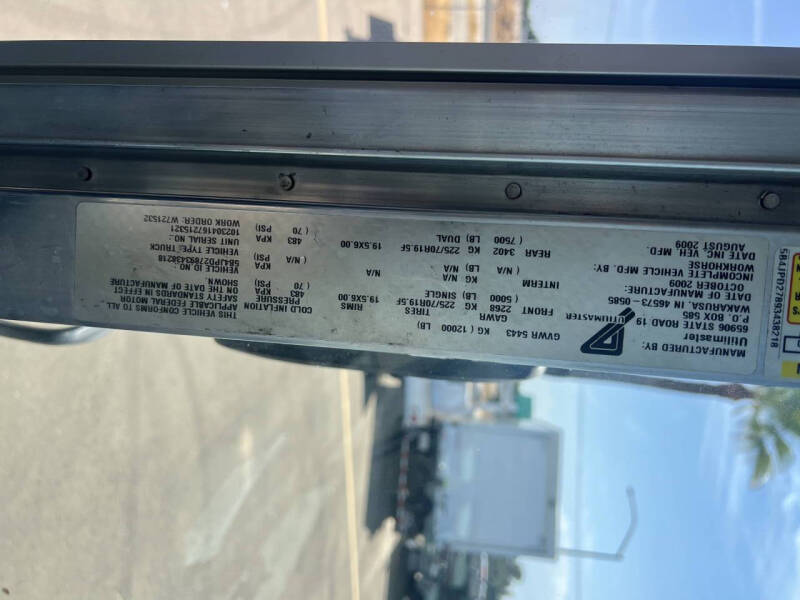 MANUFACTURED BY:
Utilimaster
65906 STATE ROAD 19
P.O. BOX 585
WAKARUSA, IN 46573-0585
DATE OF MANUFACTURE:
OCTOBER 2009
INCOMPLETE VEHICLE MFD. BY:
WORKHORSE
DATE INC. VEH MFD.
AUGUST 2009
UTILIMASTER
GVWR 5443 KG ( 12000 LB)
GAWR TIRES RIMS COLD INFLATION PRESSURE
FRONT 2268 KG 225/70R19.5F 19.5X6.00 483 KPA
( 5000 LB) SINGLE ( 70 PSI)
INTERM N/A KG N/A N/A KPA
( N/A LB) N/A (N/A PSI)
REAR 3402 KG 225/70R19.5F 19.5X6.00 483 KPA
( 7500 LB) DUAL ( 70 PSI)
THIS VEHICLE CONFORMS TO ALL
APPLICABLE FEDERAL MOTOR
SAFETY STANDARDS IN EFFECT
ON THE DATE OF MANUFACTURE
SHOWN
VEHICLE ID NO.:
5B4JPD27893438218
VEHICLE TYPE: TRUCK
UNIT SERIAL NO.:
10230416721532I
WORK ORDER: W721532
5B4JPD27893438218